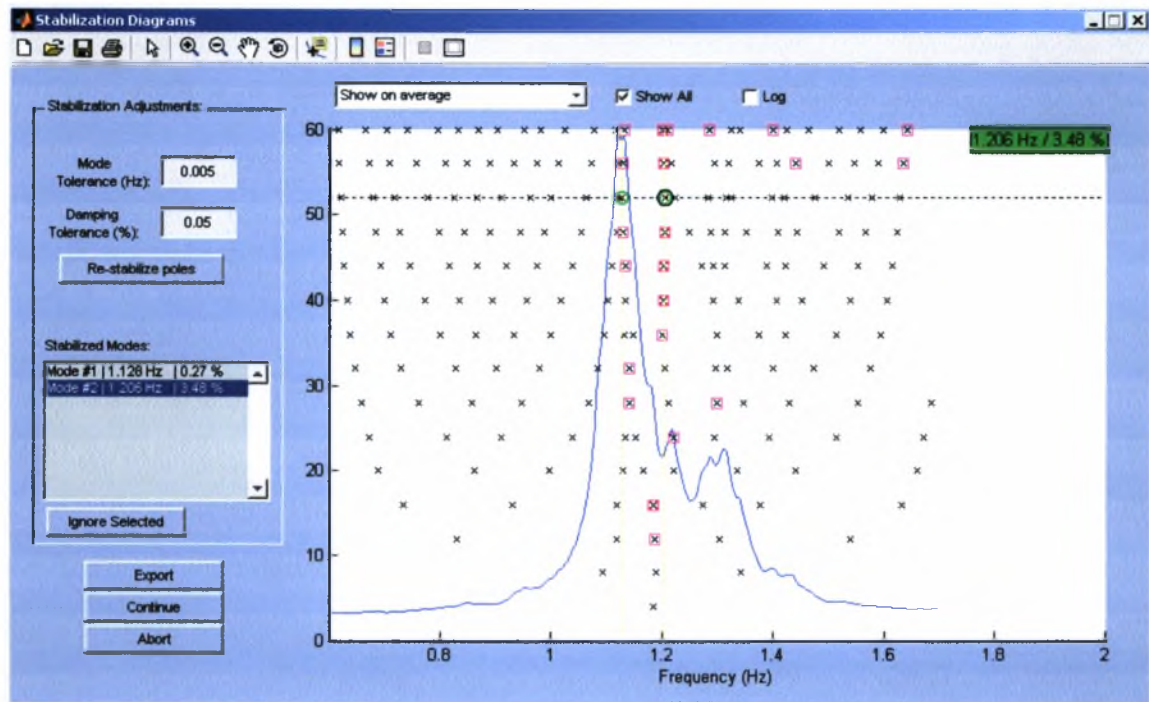 Stabilization Diagrams
Show on average
Show All
Log
Stabilization Adjustments:
Mode
Tolerance (Hz):
0.005
Damping
Tolerance (%):
0.05
Re-stabilize poles
Stabilized Modes:
Mode #1 | 1.128 Hz | 0.27 %
Mode #2 | 1.206 Hz | 3.48 %
Ignore Selected
Export
Continue
Abort
1.206 Hz / 3.48 %
60
50
40
30
20
10
0
0.8
1
1.2
1.4
1.6
1.8
2
Frequency (Hz)